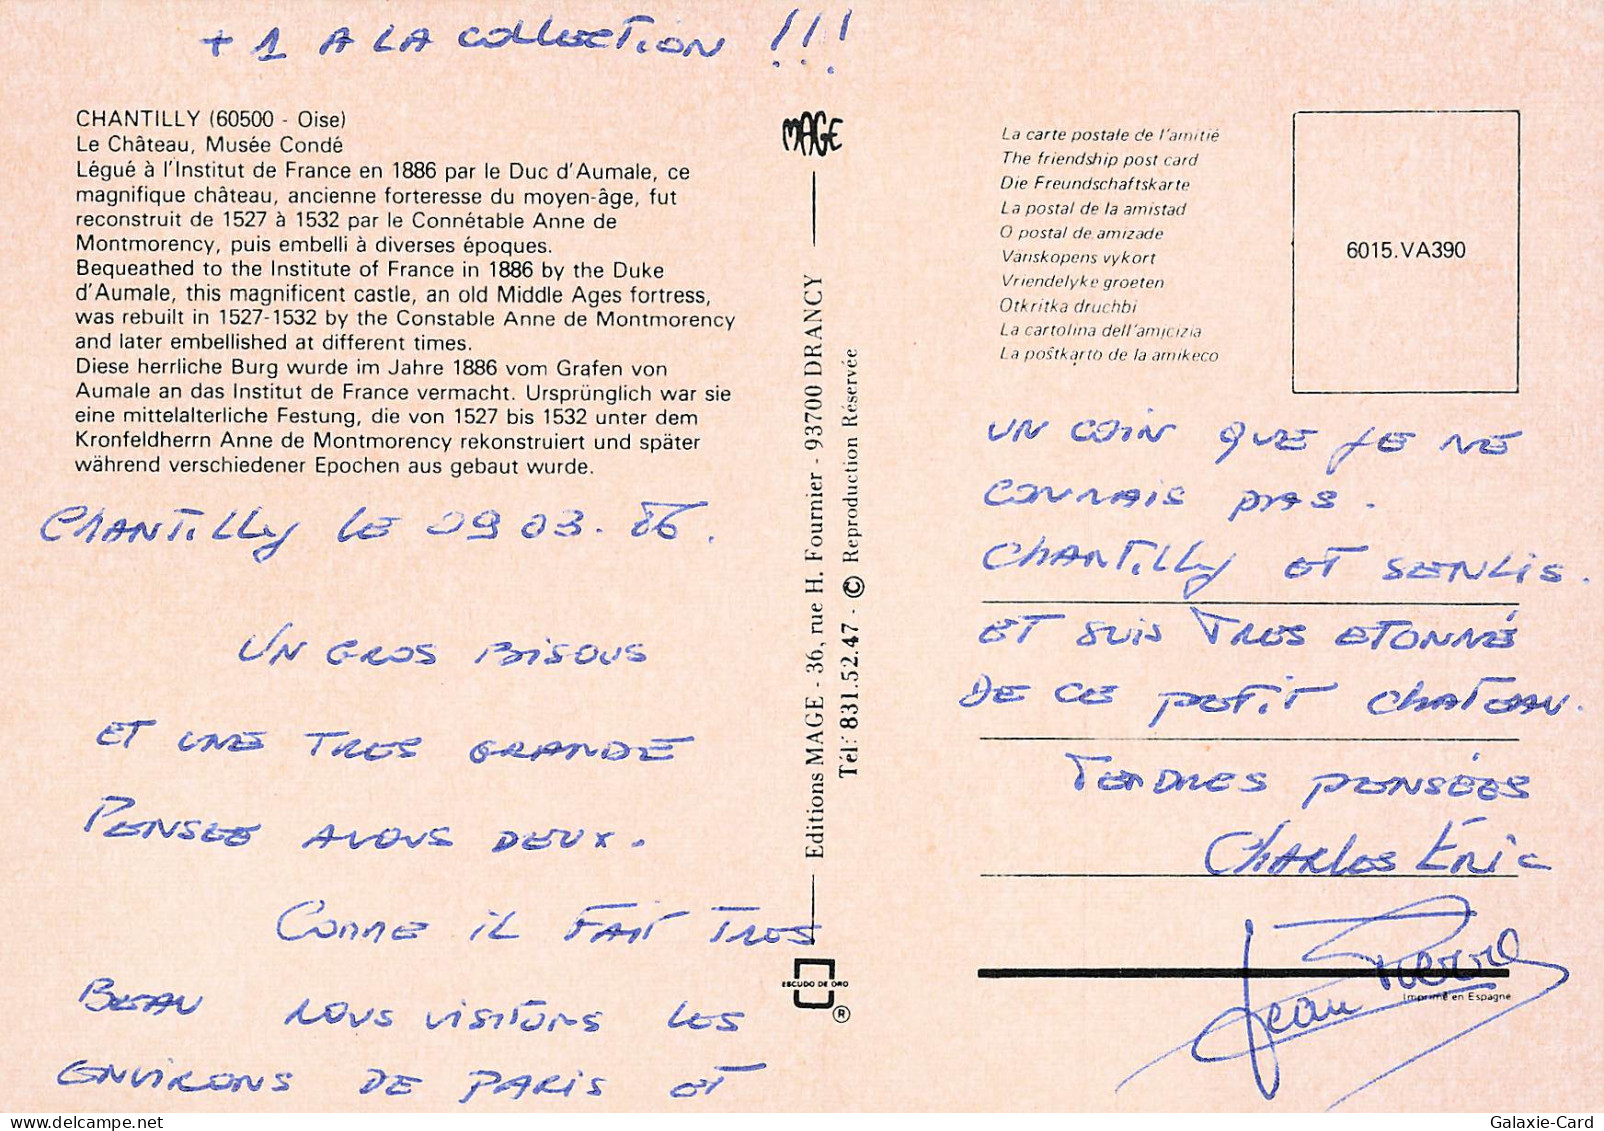 + 1 A LA COLLECTION !!!
CHANTILLY (60500 - Oise)
Le Château, Musée Condé
Légué à l'Institut de France en 1886 par le Duc d'Aumale, ce
magnifique château, ancienne forteresse du moyen-âge, fut
reconstruit de 1527 à 1532 par le Connétable Anne de
Montmorency, puis embelli à diverses époques.
Bequeathed to the Institute of France in 1886 by the Duke
d'Aumale, this magnificent castle, an old Middle Ages fortress,
was rebuilt in 1527-1532 by the Constable Anne de Montmorency
and later embellished at different times.
Diese herrliche Burg wurde im Jahre 1886 vom Grafen von
Aumale an das Institut de France vermacht. Ursprünglich war sie
eine mittelalterliche Festung, die von 1527 bis 1532 unter dem
Kronfeldherrn Anne de Montmorency rekonstruiert und später
während verschiedener Epochen aus gebaut wurde.
CHANTILLY LE 09 03. 86.
UN GROS BISOUS
ET UNE TRES GRANDE
PENSEE A VOUS DEUX.
COMME IL FAIT TRES
BEAU NOUS VISITONS LES
ENVIRONS DE PARIS ET
MAGE
Editions MAGE - 36, rue H. Fournier - 93700 DRANCY
Tél: 831.52.47 - © Reproduction Réservée
ESCUDO DE ORO
®
La carte postale de l'amitié
The friendship post card
Die Freundschaftskarte
La postal de la amistad
O postal de amizade
Vänskopens vykort
Vriendelyke groeten
Otkritka druchbi
La cartolina dell'amicizia
La poŝtkarto de la amikeco
6015.VA390
UN COIN QUE JE NE
CONNAIS PAS.
CHANTILLY ET SENLIS.
ET SUIS TRES ETONNÉ
DE CE PETIT CHATEAU.
TENDRES PENSÉES
CHARLES ERIC
Jean Pierre
Imprimé en Espagne
Galaxie-Card